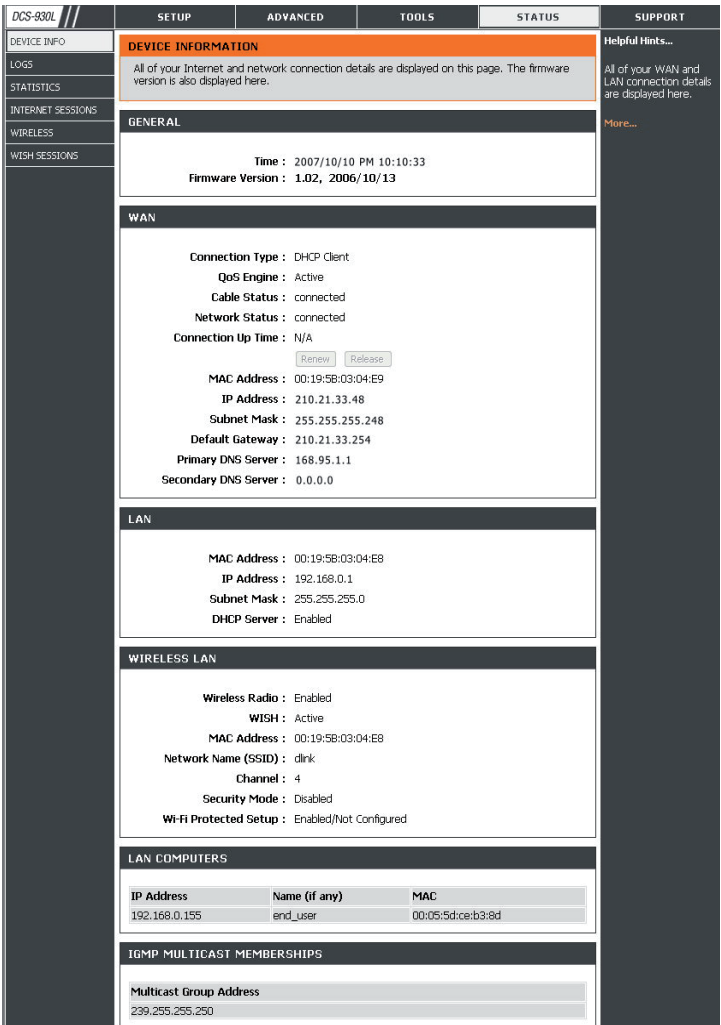 DCS-930L
SETUP
ADVANCED
TOOLS
STATUS
SUPPORT
DEVICE INFO
LOGS
STATISTICS
INTERNET SESSIONS
WIRELESS
WISH SESSIONS
DEVICE INFORMATION
All of your Internet and network connection details are displayed on this page. The firmware
version is also displayed here.
GENERAL
Time : 2007/10/10 PM 10:10:33
Firmware Version : 1.02, 2006/10/13
WAN
Connection Type : DHCP Client
QoS Engine : Active
Cable Status : connected
Network Status : connected
Connection Up Time : N/A
Renew Release
MAC Address : 00:19:5B:03:04:E9
IP Address : 210.21.33.48
Subnet Mask : 255.255.255.248
Default Gateway : 210.21.33.254
Primary DNS Server : 168.95.1.1
Secondary DNS Server : 0.0.0.0
LAN
MAC Address : 00:19:5B:03:04:E8
IP Address : 192.168.0.1
Subnet Mask : 255.255.255.0
DHCP Server : Enabled
WIRELESS LAN
Wireless Radio : Enabled
WISH : Active
MAC Address : 00:19:5B:03:04:E8
Network Name (SSID) : dlink
Channel : 4
Security Mode : Disabled
Wi-Fi Protected Setup : Enabled/Not Configured
LAN COMPUTERS
IP Address Name (if any) MAC
192.168.0.155 end_user 00:05:5d:ce:b3:8d
IGMP MULTICAST MEMBERSHIPS
Multicast Group Address
239.255.255.250
Helpful Hints...
All of your WAN and
LAN connection details
are displayed here.
More...